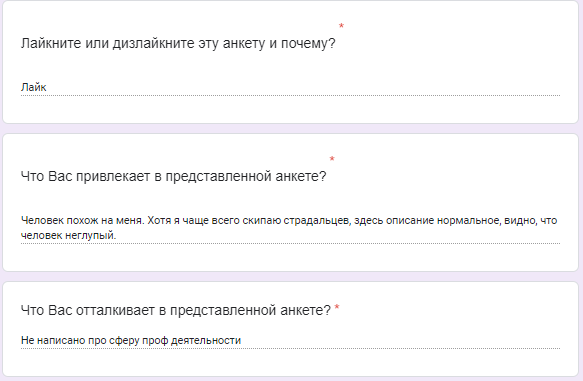 Лайкните или дизлайкните эту анкету и почему? *
Лайк
Что Вас привлекает в представленной анкете? *
Человек похож на меня. Хотя я чаще всего скипаю страдальцев, здесь описание нормальное, видно, что
человек неглупый.
Что Вас отталкивает в представленной анкете? *
Не написано про сферу проф деятельности